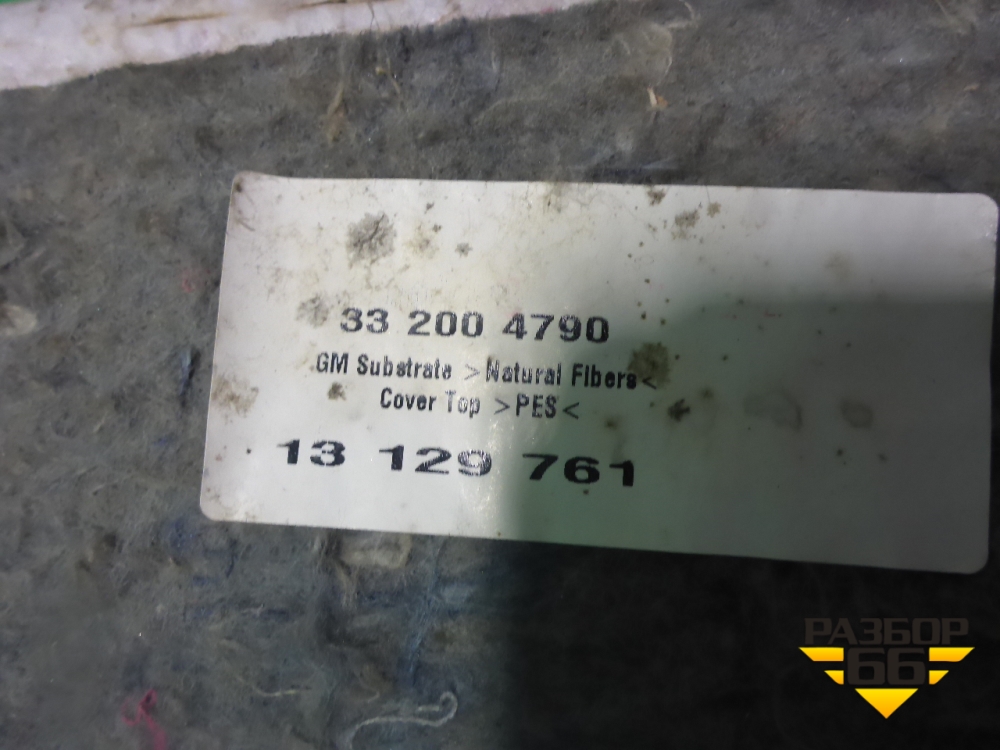 33 200 4790
GM Substrate >Natural Fibers<
Cover Top >PES<
13 129 761
РАЗБОР
66